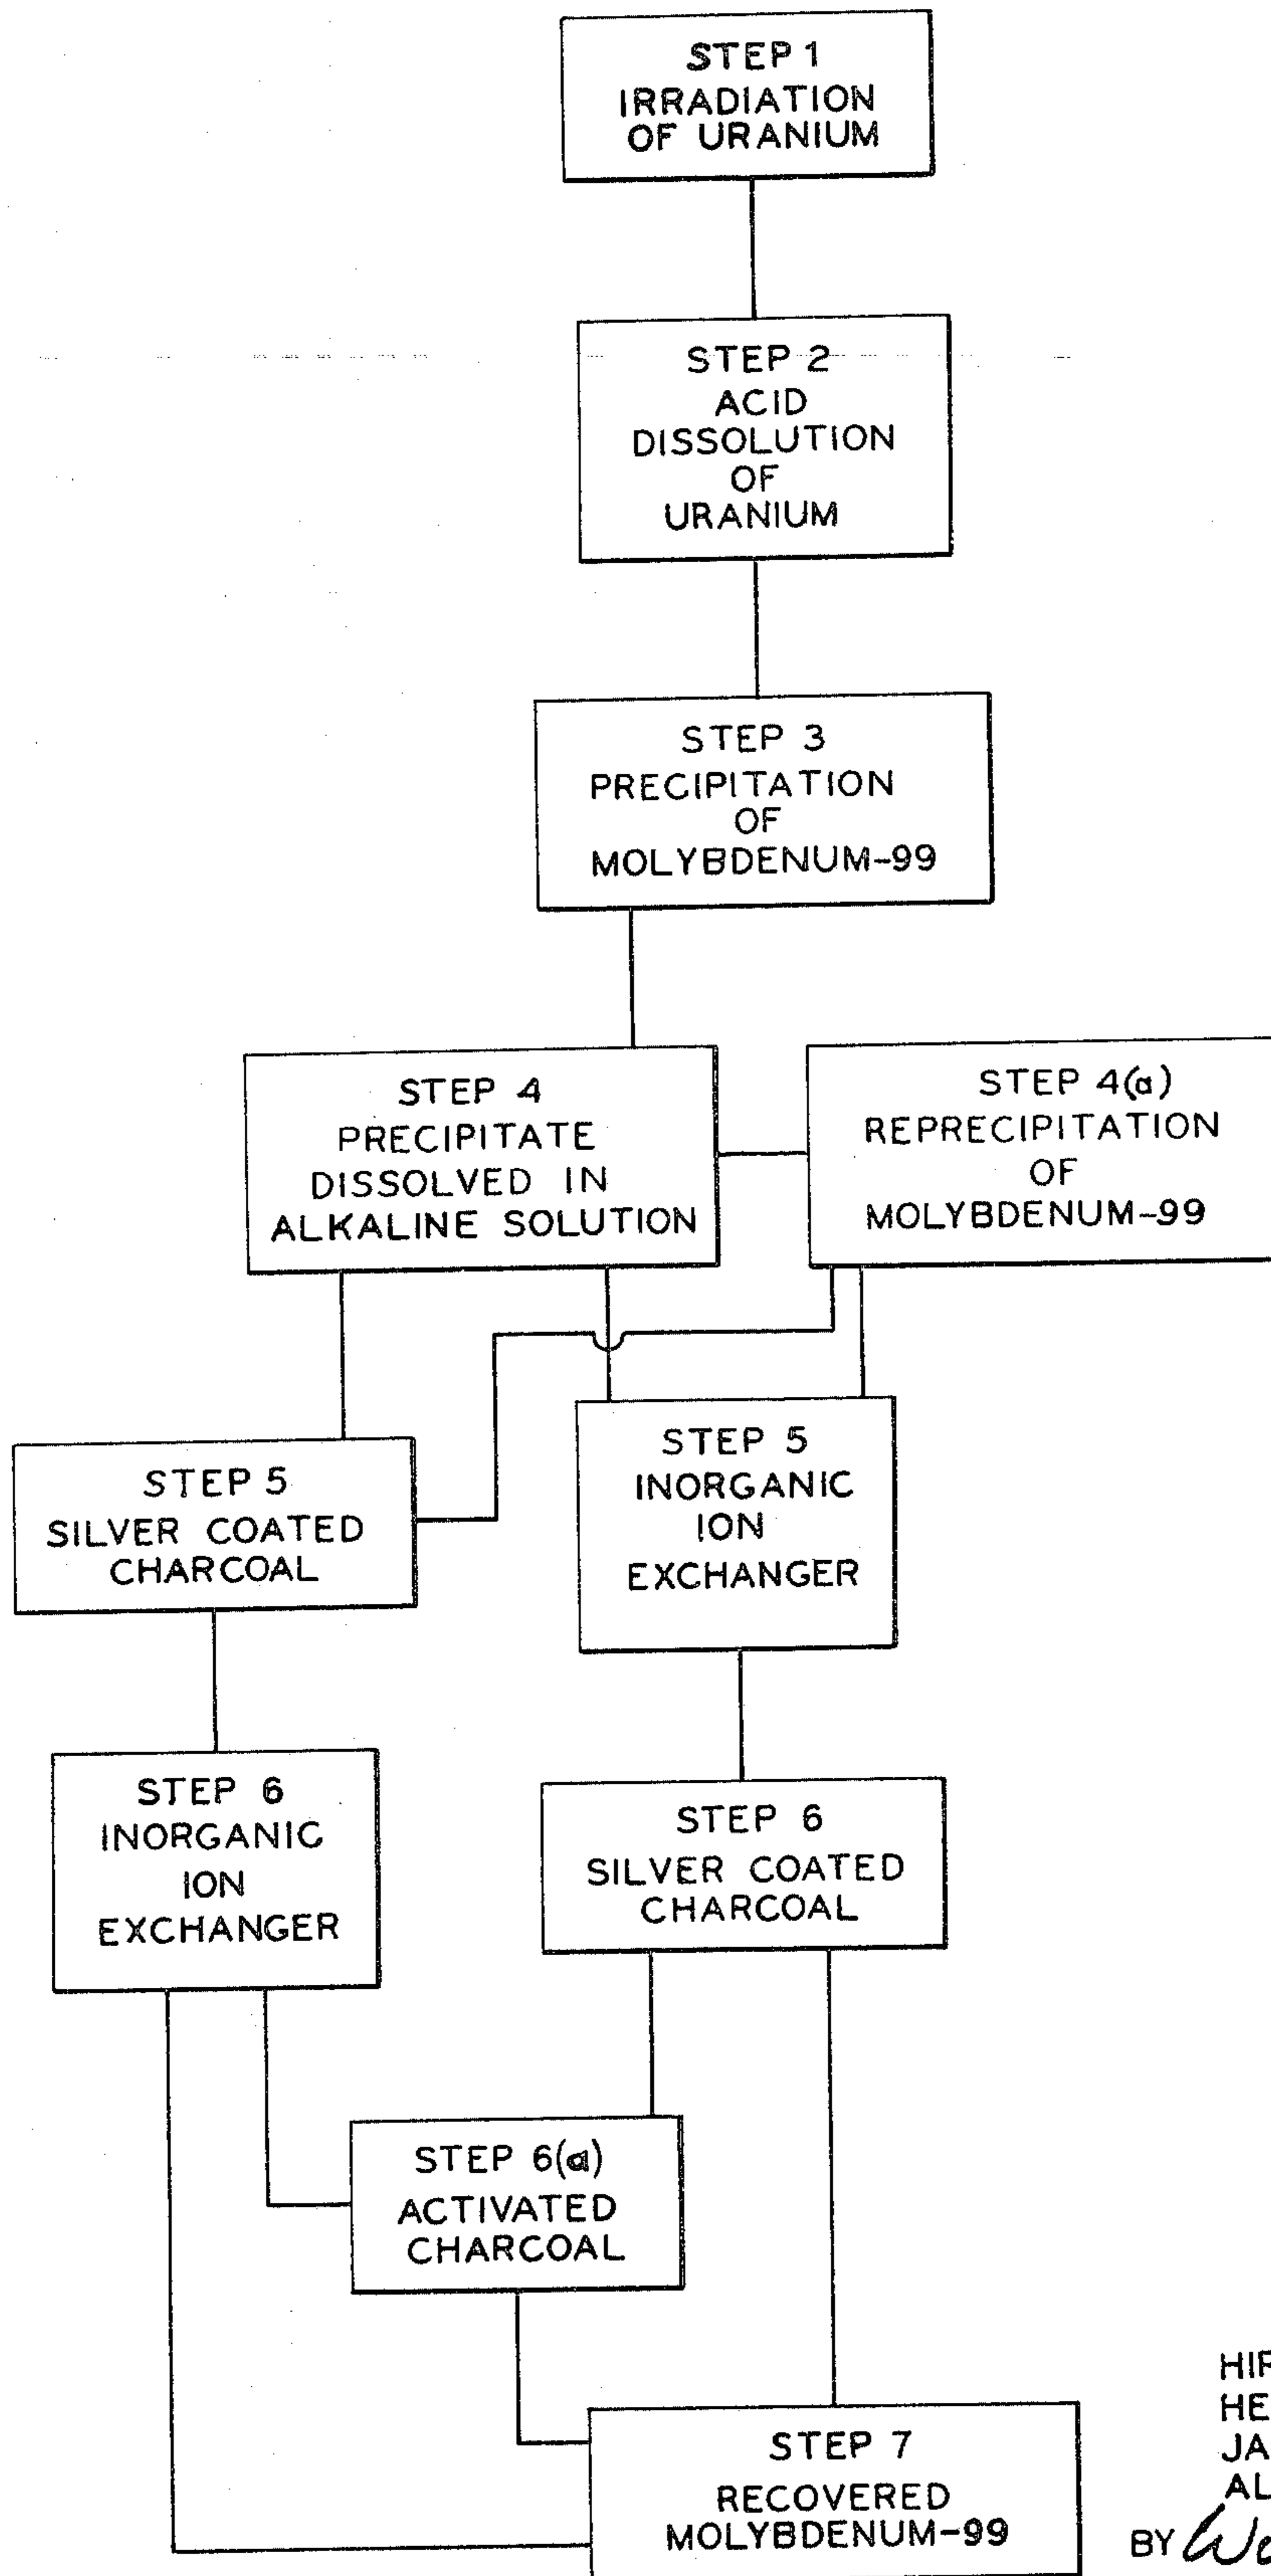 STEP 1
IRRADIATION
OF URANIUM
STEP 2
ACID
DISSOLUTION
OF
URANIUM
STEP 3
PRECIPITATION
OF
MOLYBDENUM-99
STEP 4
PRECIPITATE
DISSOLVED IN
ALKALINE SOLUTION
STEP 4(a)
REPRECIPITATION
OF
MOLYBDENUM-99
STEP 5
SILVER COATED
CHARCOAL
STEP 5
INORGANIC
ION
EXCHANGER
STEP 6
INORGANIC
ION
EXCHANGER
STEP 6
SILVER COATED
CHARCOAL
STEP 6(a)
ACTIVATED
CHARCOAL
STEP 7
RECOVERED
MOLYBDENUM-99
BY